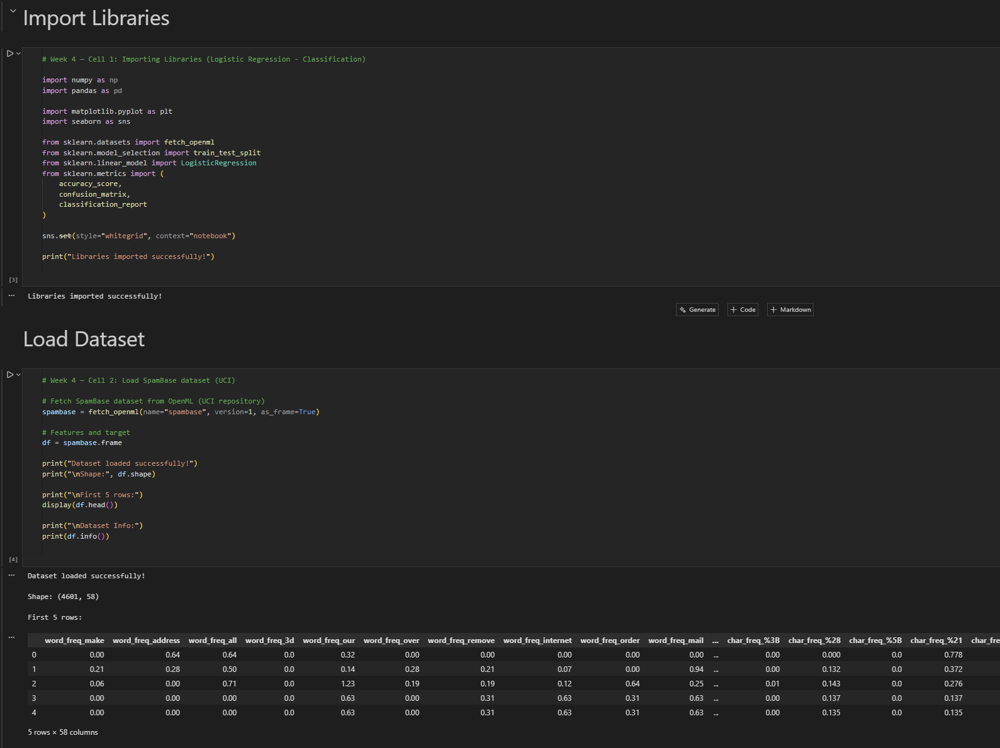 Import Libraries
# Week 4 — Cell 1: Importing Libraries (Logistic Regression - Classification)
import numpy as np
import pandas as pd
import matplotlib.pyplot as plt
import seaborn as sns
from sklearn.datasets import fetch_openml
from sklearn.model_selection import train_test_split
from sklearn.linear_model import LogisticRegression
from sklearn.metrics import (
    accuracy_score,
    confusion_matrix,
    classification_report
)
sns.set(style="whitegrid", context="notebook")
print("Libraries imported successfully!")
[3]
... Libraries imported successfully!
Generate + Code + Markdown
Load Dataset
# Week 4 — Cell 2: Load SpamBase dataset (UCI)
# Fetch SpamBase dataset from OpenML (UCI repository)
spambase = fetch_openml(name="spambase", version=1, as_frame=True)
# Features and target
df = spambase.frame
print("Dataset loaded successfully!")
print("\nShape:", df.shape)
print("\nFirst 5 rows:")
display(df.head())
print("\nDataset Info:")
print(df.info())
[4]
... Dataset loaded successfully!
Shape: (4601, 58)
First 5 rows:
...
word_freq_make word_freq_address word_freq_all word_freq_3d word_freq_our word_freq_over word_freq_remove word_freq_internet word_freq_order word_freq_mail ... char_freq_%3B char_freq_%28 char_freq_%5B char_freq_%21 char_fre
0 0.00 0.64 0.64 0.0 0.32 0.00 0.00 0.00 0.00 0.00 ... 0.00 0.000 0.0 0.778
1 0.21 0.28 0.50 0.0 0.14 0.28 0.21 0.07 0.00 0.94 ... 0.00 0.132 0.0 0.372
2 0.06 0.00 0.71 0.0 1.23 0.19 0.19 0.12 0.64 0.25 ... 0.01 0.143 0.0 0.276
3 0.00 0.00 0.00 0.0 0.63 0.00 0.31 0.63 0.31 0.63 ... 0.00 0.137 0.0 0.137
4 0.00 0.00 0.00 0.0 0.63 0.00 0.31 0.63 0.31 0.63 ... 0.00 0.135 0.0 0.135
5 rows × 58 columns